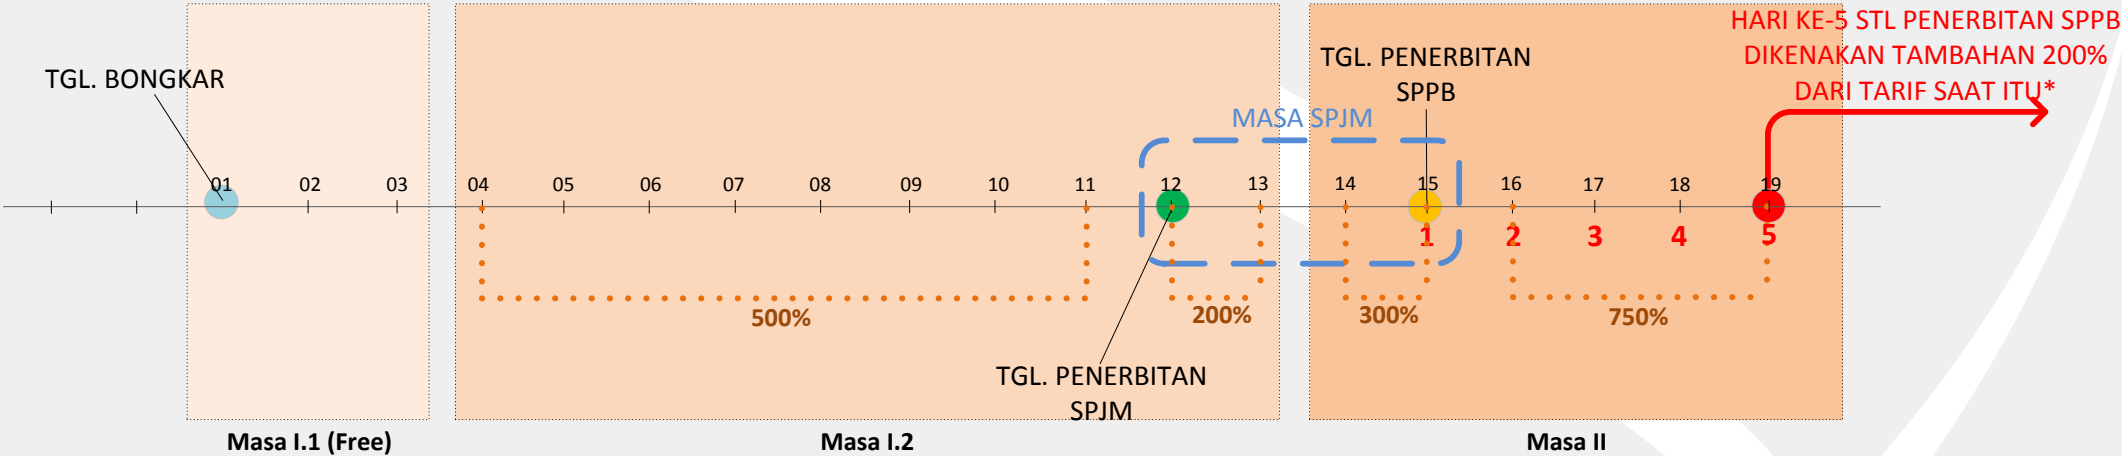 HARI KE-5 STL PENERBITAN SPPB
DIKENAKAN TAMBAHAN 200%
DARI TARIF SAAT ITU*
TGL. BONGKAR
TGL. PENERBITAN
SPPB
MASA SPJM
01 02 03 04 05 06 07 08 09 10 11 12 13 14 15 16 17 18 19
1 2 3 4 5
500% 200% 300% 750%
TGL. PENERBITAN
SPJM
Masa I.1 (Free) Masa I.2 Masa II